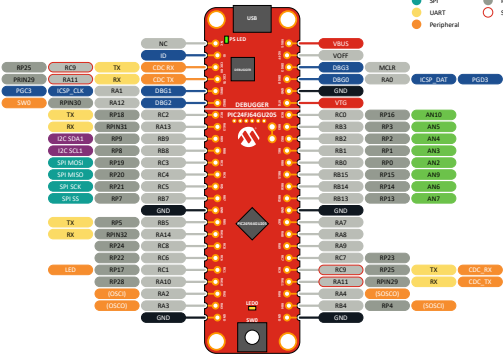 SPI
UART
Peripheral
USB
PS LED
NC
VBUS
ID
VOFF
RP25 RC9 TX CDC RX
DBG3 MCLR
PRIN29 RA11 RX CDC TX
DBG0 RA0 ICSP_DAT PGD3
PGC3 ICSP_CLK RA1 DBG1
GND
SW0 RPIN30 RA12 DBG2
VTG
DEBUGGER
PIC24FJ64GU205
TX RP18 RC2
RC0 RP16 AN10
RX RPIN31 RA13
RB3 RP3 AN5
I2C SDA1 RP9 RB9
RB2 RP2 AN4
I2C SCL1 RP8 RB8
RB1 RP1 AN3
SPI MOSI RP19 RC3
RB0 RP0 AN2
SPI MISO RP20 RC4
RB15 RP15 AN9
SPI SCK RP21 RC5
RB14 RP14 AN6
SPI SS RP7 RB7
RB13 RP13 AN7
GND
GND
TX RP5 RB5
RA7
RX RPIN32 RA14
RA8
RP24 RC8
RA9
RP22 RC6
RC7 RP23
LED RP17 RC1
RC9 RP25 TX CDC_RX
RP28 RA10
RA11 RPIN29 RX CDC_TX
(OSCI) RA2
RA4 (SOSCO)
(OSCO) RA3
RB4 RP4 (SOSCI)
GND
GND
LED0
SW0